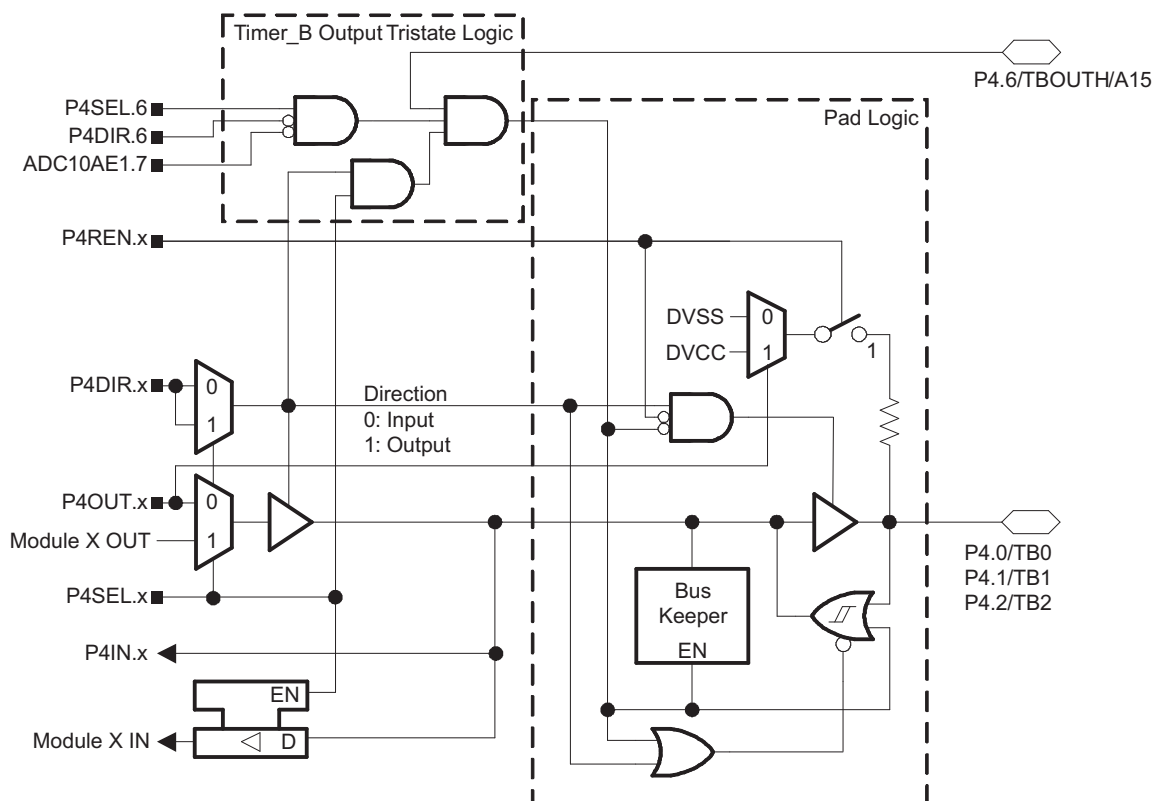 Timer_B Output Tristate Logic
P4.6/TBOUTH/A15
P4SEL.6
P4DIR.6
ADC10AE1.7
Pad Logic
P4REN.x
DVSS
0
DVCC
1
1
P4DIR.x
0
1
Direction
0: Input
1: Output
P4OUT.x
0
Module X OUT
1
P4.0/TB0
P4.1/TB1
P4.2/TB2
P4SEL.x
Bus
Keeper
EN
P4IN.x
EN
Module X IN
D